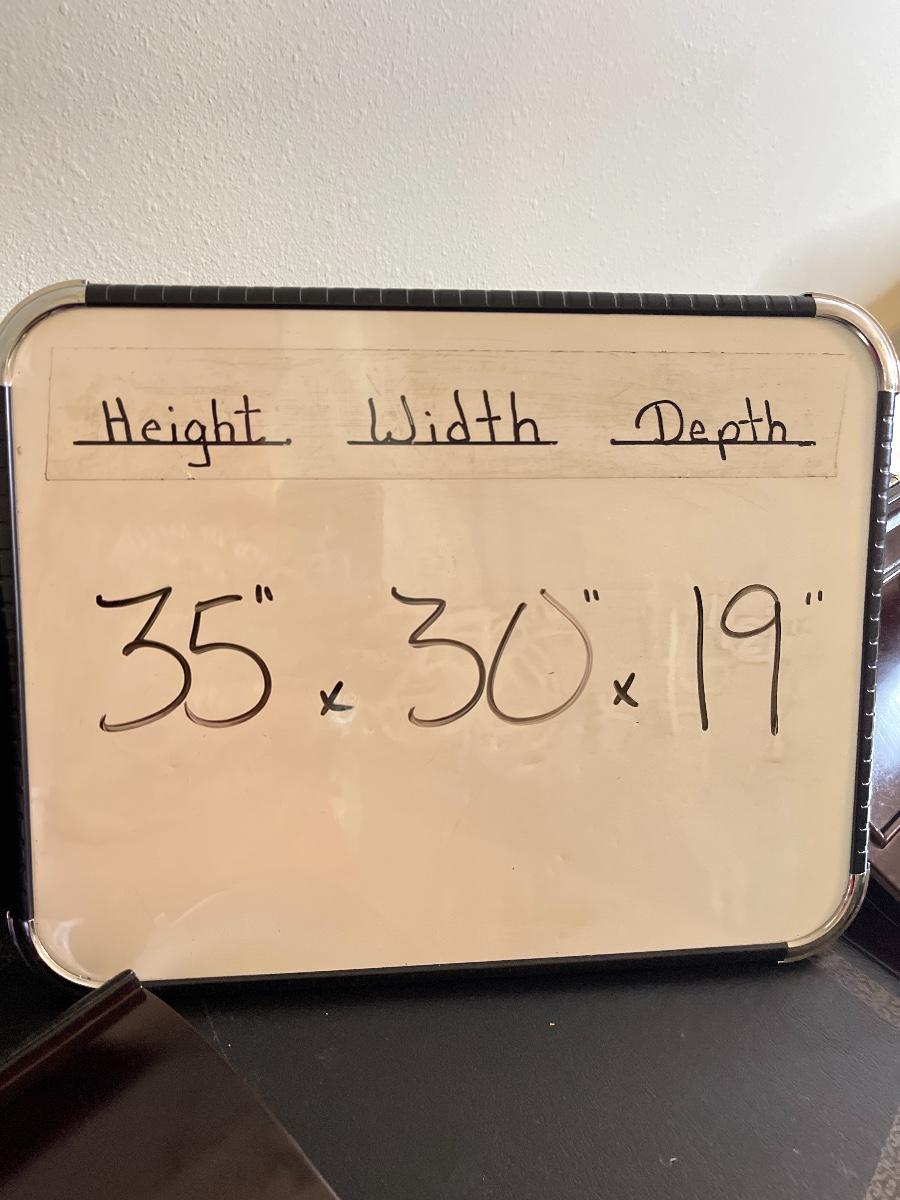 Height Width Depth
35" x 30" x 19"